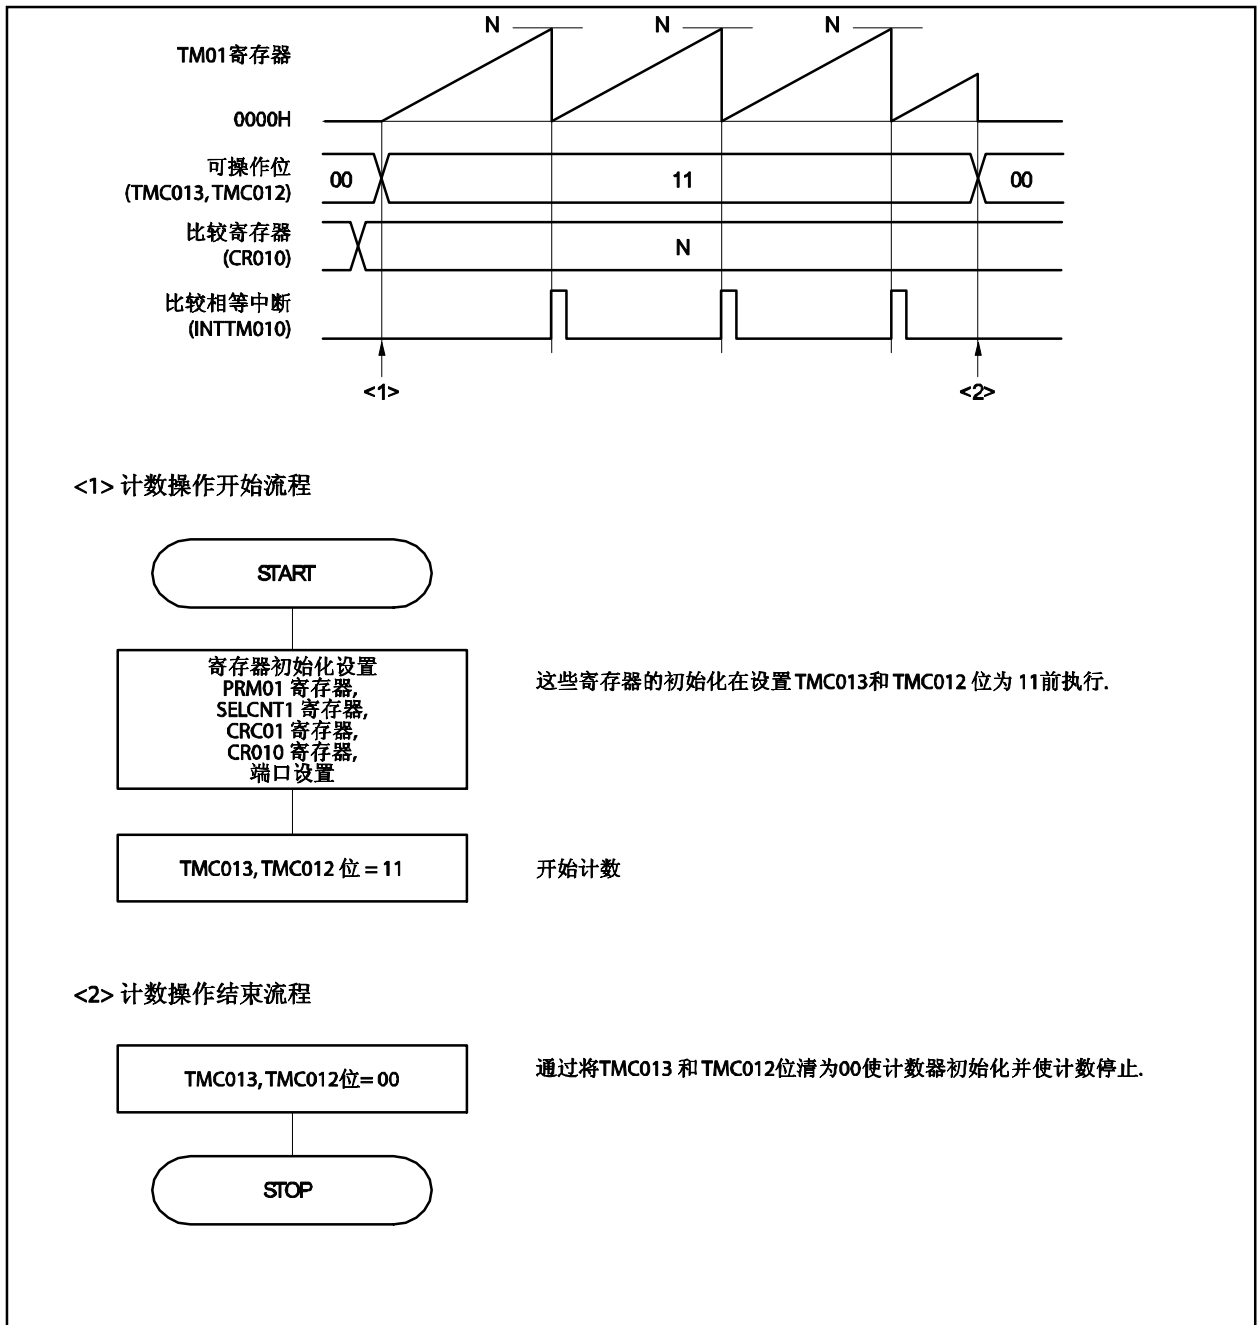 N N N
TM01寄存器
0000H
可操作位
(TMC013, TMC012)
00 11 00
比较寄存器
(CR010)
N
比较相等中断
(INTTM010)
<1> <2>
<1> 计数操作开始流程
START
寄存器初始化设置
PRM01 寄存器,
SELCNT1 寄存器,
CRC01 寄存器,
CR010 寄存器,
端口设置
这些寄存器的初始化在设置 TMC013和 TMC012 位为 11前执行.
TMC013, TMC012 位 = 11
开始计数
<2> 计数操作结束流程
TMC013, TMC012位= 00
通过将TMC013 和 TMC012位清为00使计数器初始化并使计数停止.
STOP